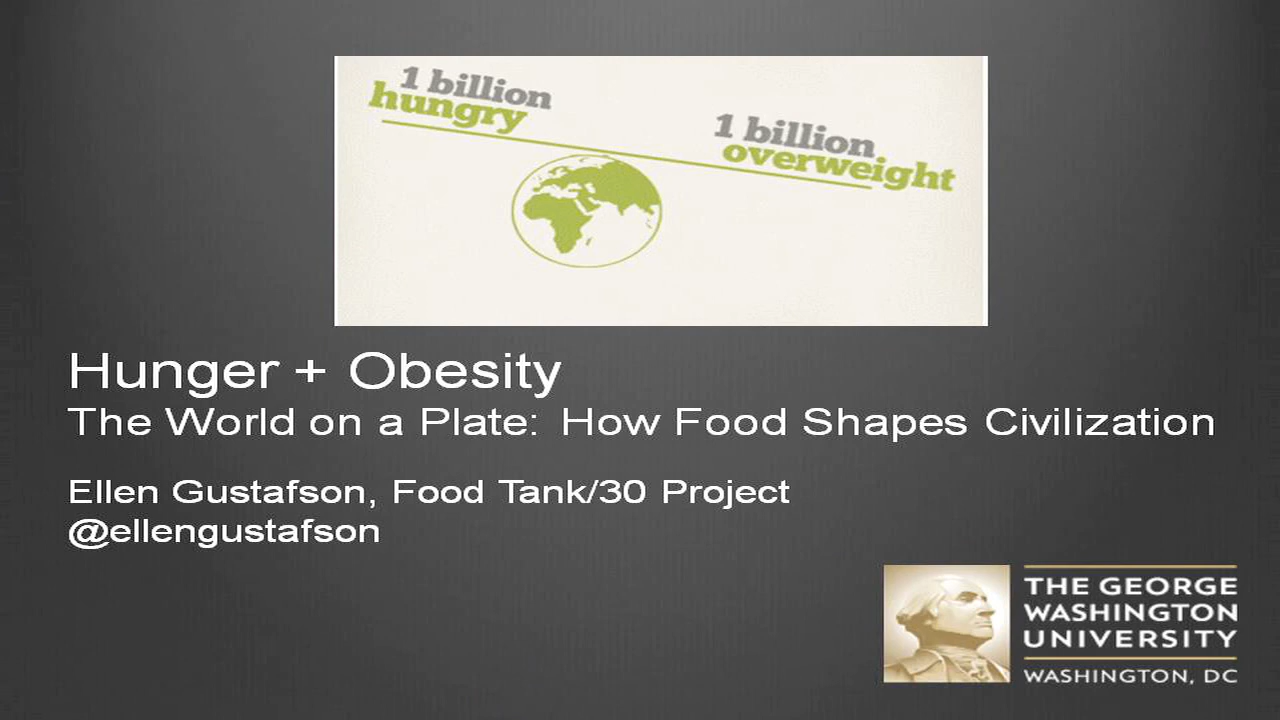 1 billion
hungry
1 billion
overweight
Hunger + Obesity
The World on a Plate: How Food Shapes Civilization
Ellen Gustafson, Food Tank/30 Project
@ellengustafson
THE GEORGE
WASHINGTON
UNIVERSITY
WASHINGTON, DC